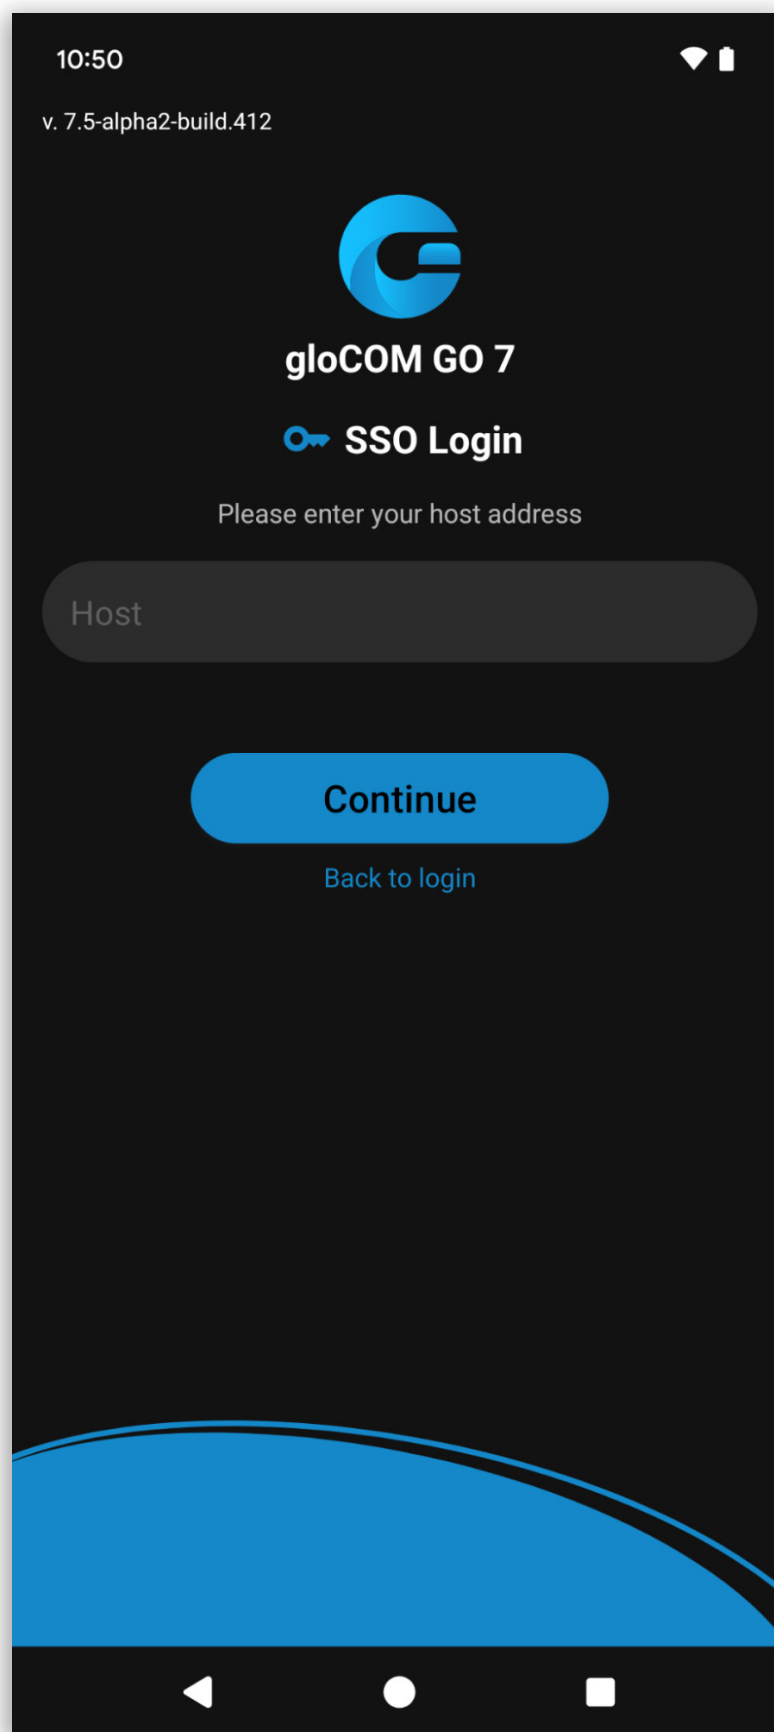 10:50
v. 7.5-alpha2-build.412
gloCOM GO 7
SSO Login
Please enter your host address
Host
Continue
Back to login